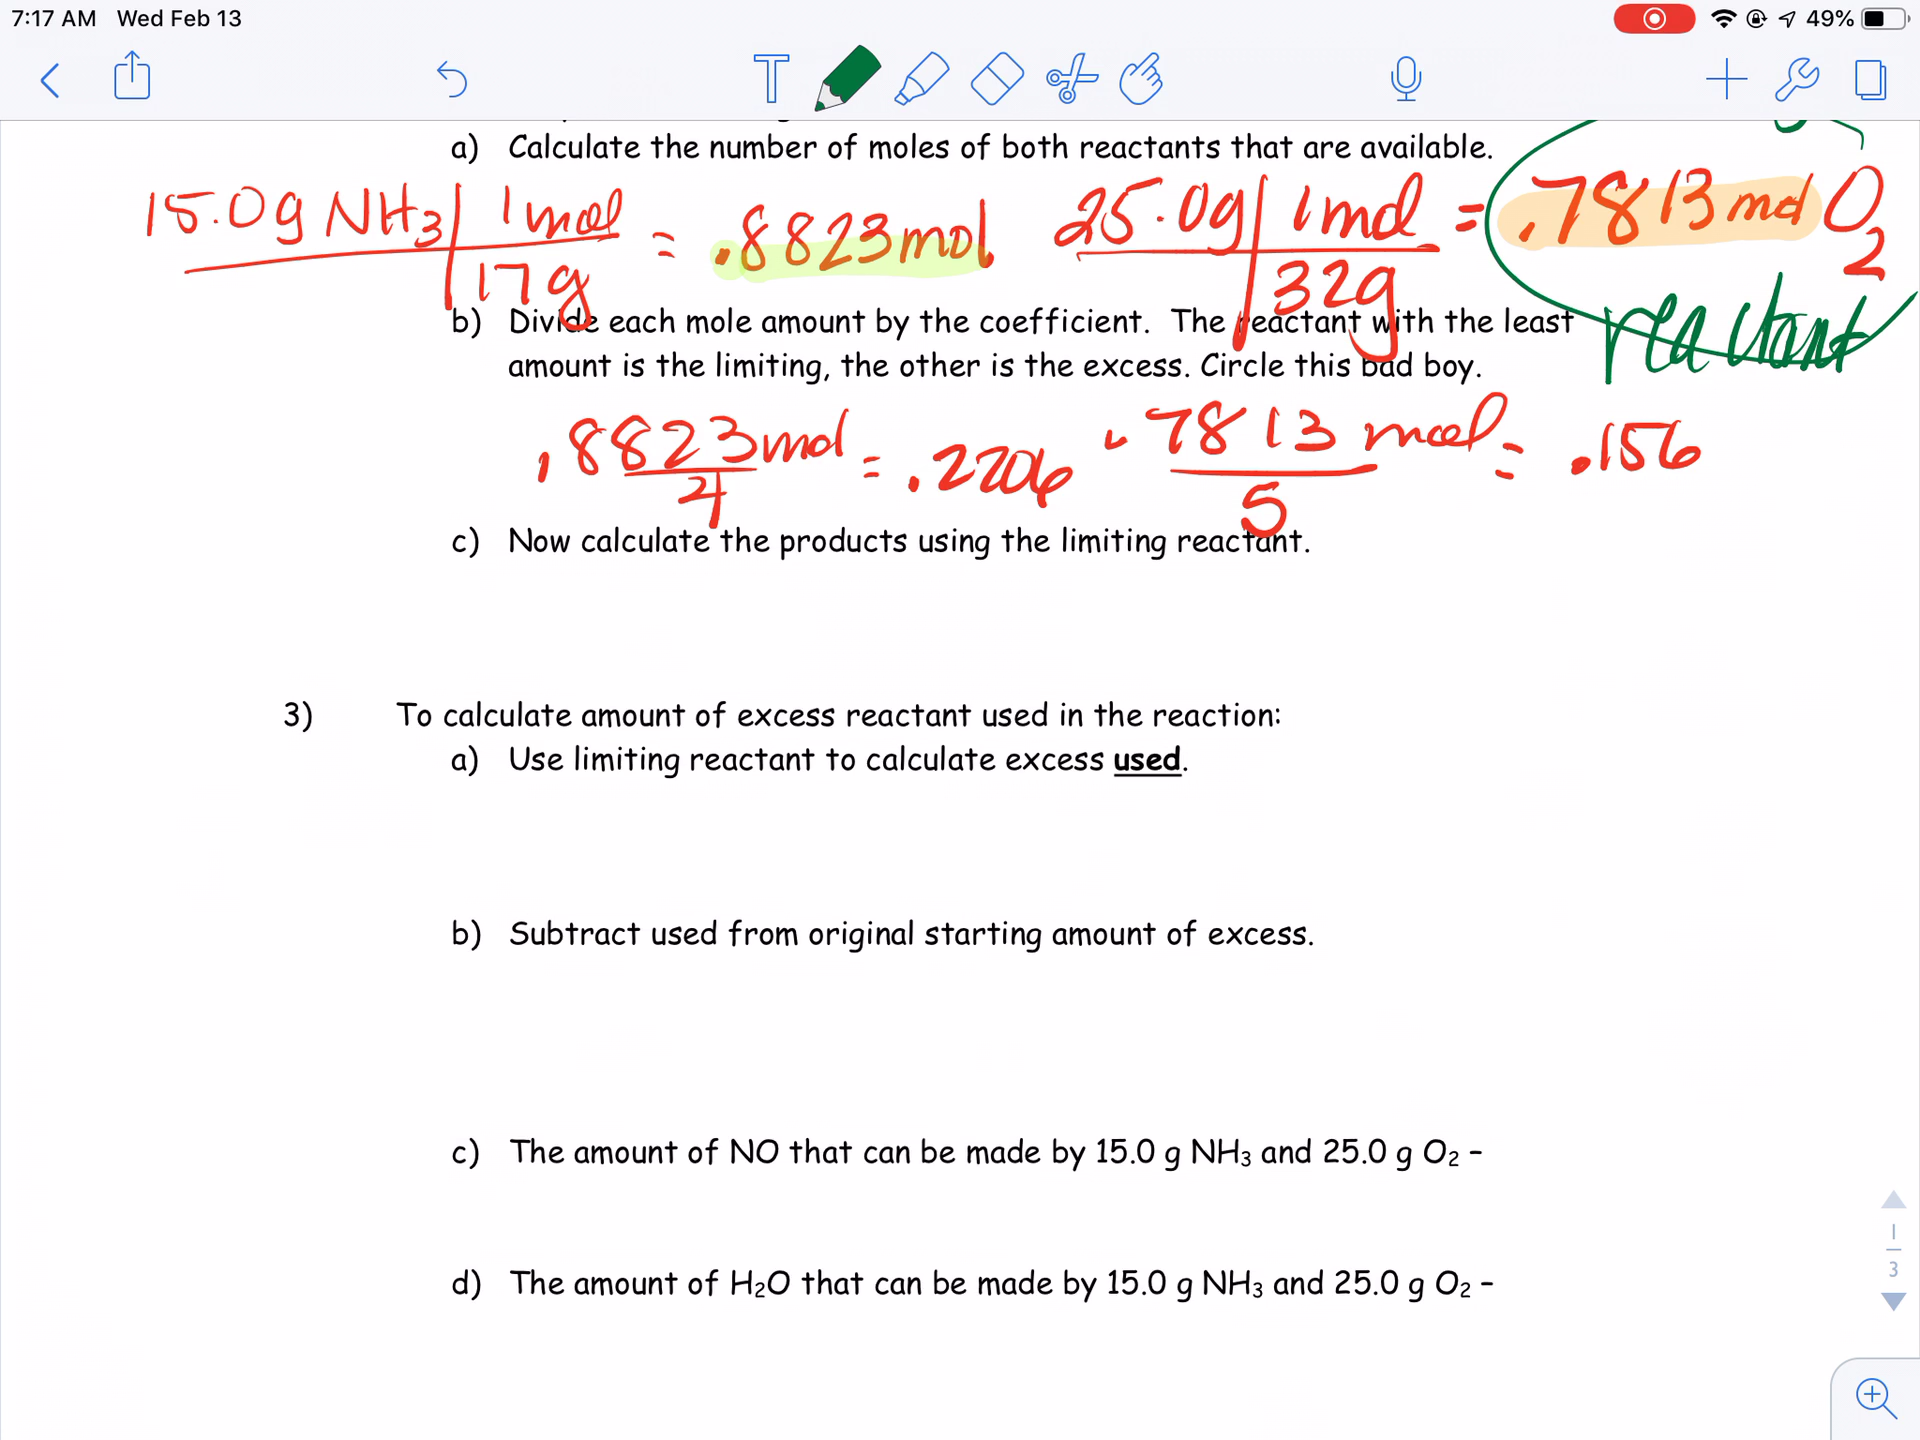 7:17 AM Wed Feb 13
49%
T
a) Calculate the number of moles of both reactants that are available.
15.0g NH3 | 1 mol = .8823 mol 25.0g | 1 mol = .7813 mol O2
17g 32g
b) Divide each mole amount by the coefficient. The reactant with the least
reactant
amount is the limiting, the other is the excess. Circle this bad boy.
.8823 mol = .2206 .7813 mol = .156
4 5
c) Now calculate the products using the limiting reactant.
3) To calculate amount of excess reactant used in the reaction:
a) Use limiting reactant to calculate excess used.
b) Subtract used from original starting amount of excess.
c) The amount of NO that can be made by 15.0 g NH3 and 25.0 g O2 –
1
3
d) The amount of H2O that can be made by 15.0 g NH3 and 25.0 g O2 –